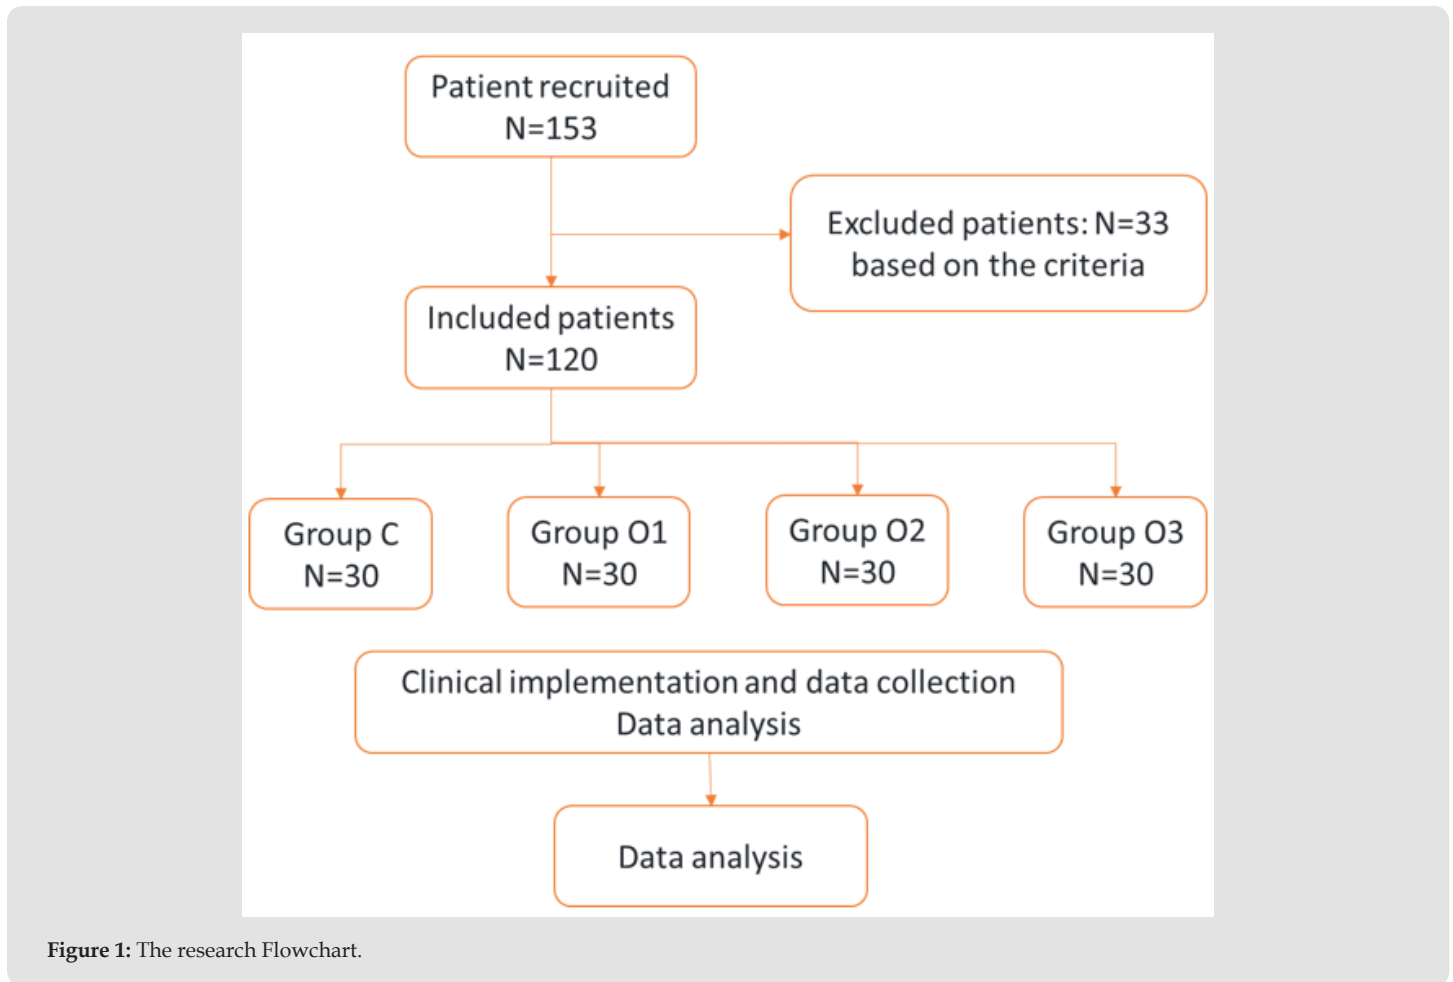 Patient recruited
N=153
Excluded patients: N=33
based on the criteria
Included patients
N=120
Group C
N=30
Group O1
N=30
Group O2
N=30
Group O3
N=30
Clinical implementation and data collection
Data analysis
Data analysis
Figure 1: The research Flowchart.